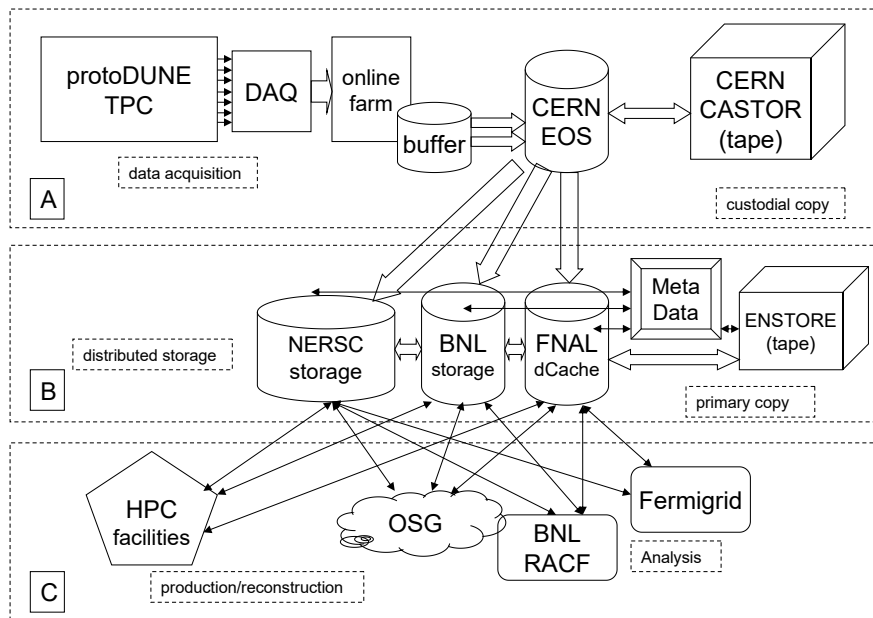 protoDUNE
TPC
DAQ
online
farm
buffer
CERN
EOS
CERN
CASTOR
(tape)
data acquisition
custodial copy
A
NERSC
storage
BNL
storage
FNAL
dCache
Meta
Data
ENSTORE
(tape)
distributed storage
primary copy
B
HPC
facilities
OSG
BNL
RACF
Fermigrid
Analysis
production/reconstruction
C